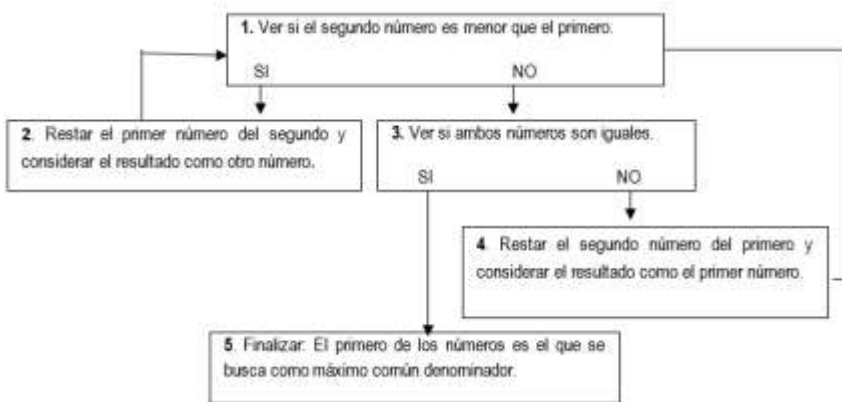 1. Ver si el segundo número es menor que el primero.
SI NO
2. Restar el primer número del segundo y
considerar el resultado como otro número.
3. Ver si ambos números son iguales.
SI NO
4. Restar el segundo número del primero y
considerar el resultado como el primer número.
5. Finalizar. El primero de los números es el que se
busca como máximo común denominador.